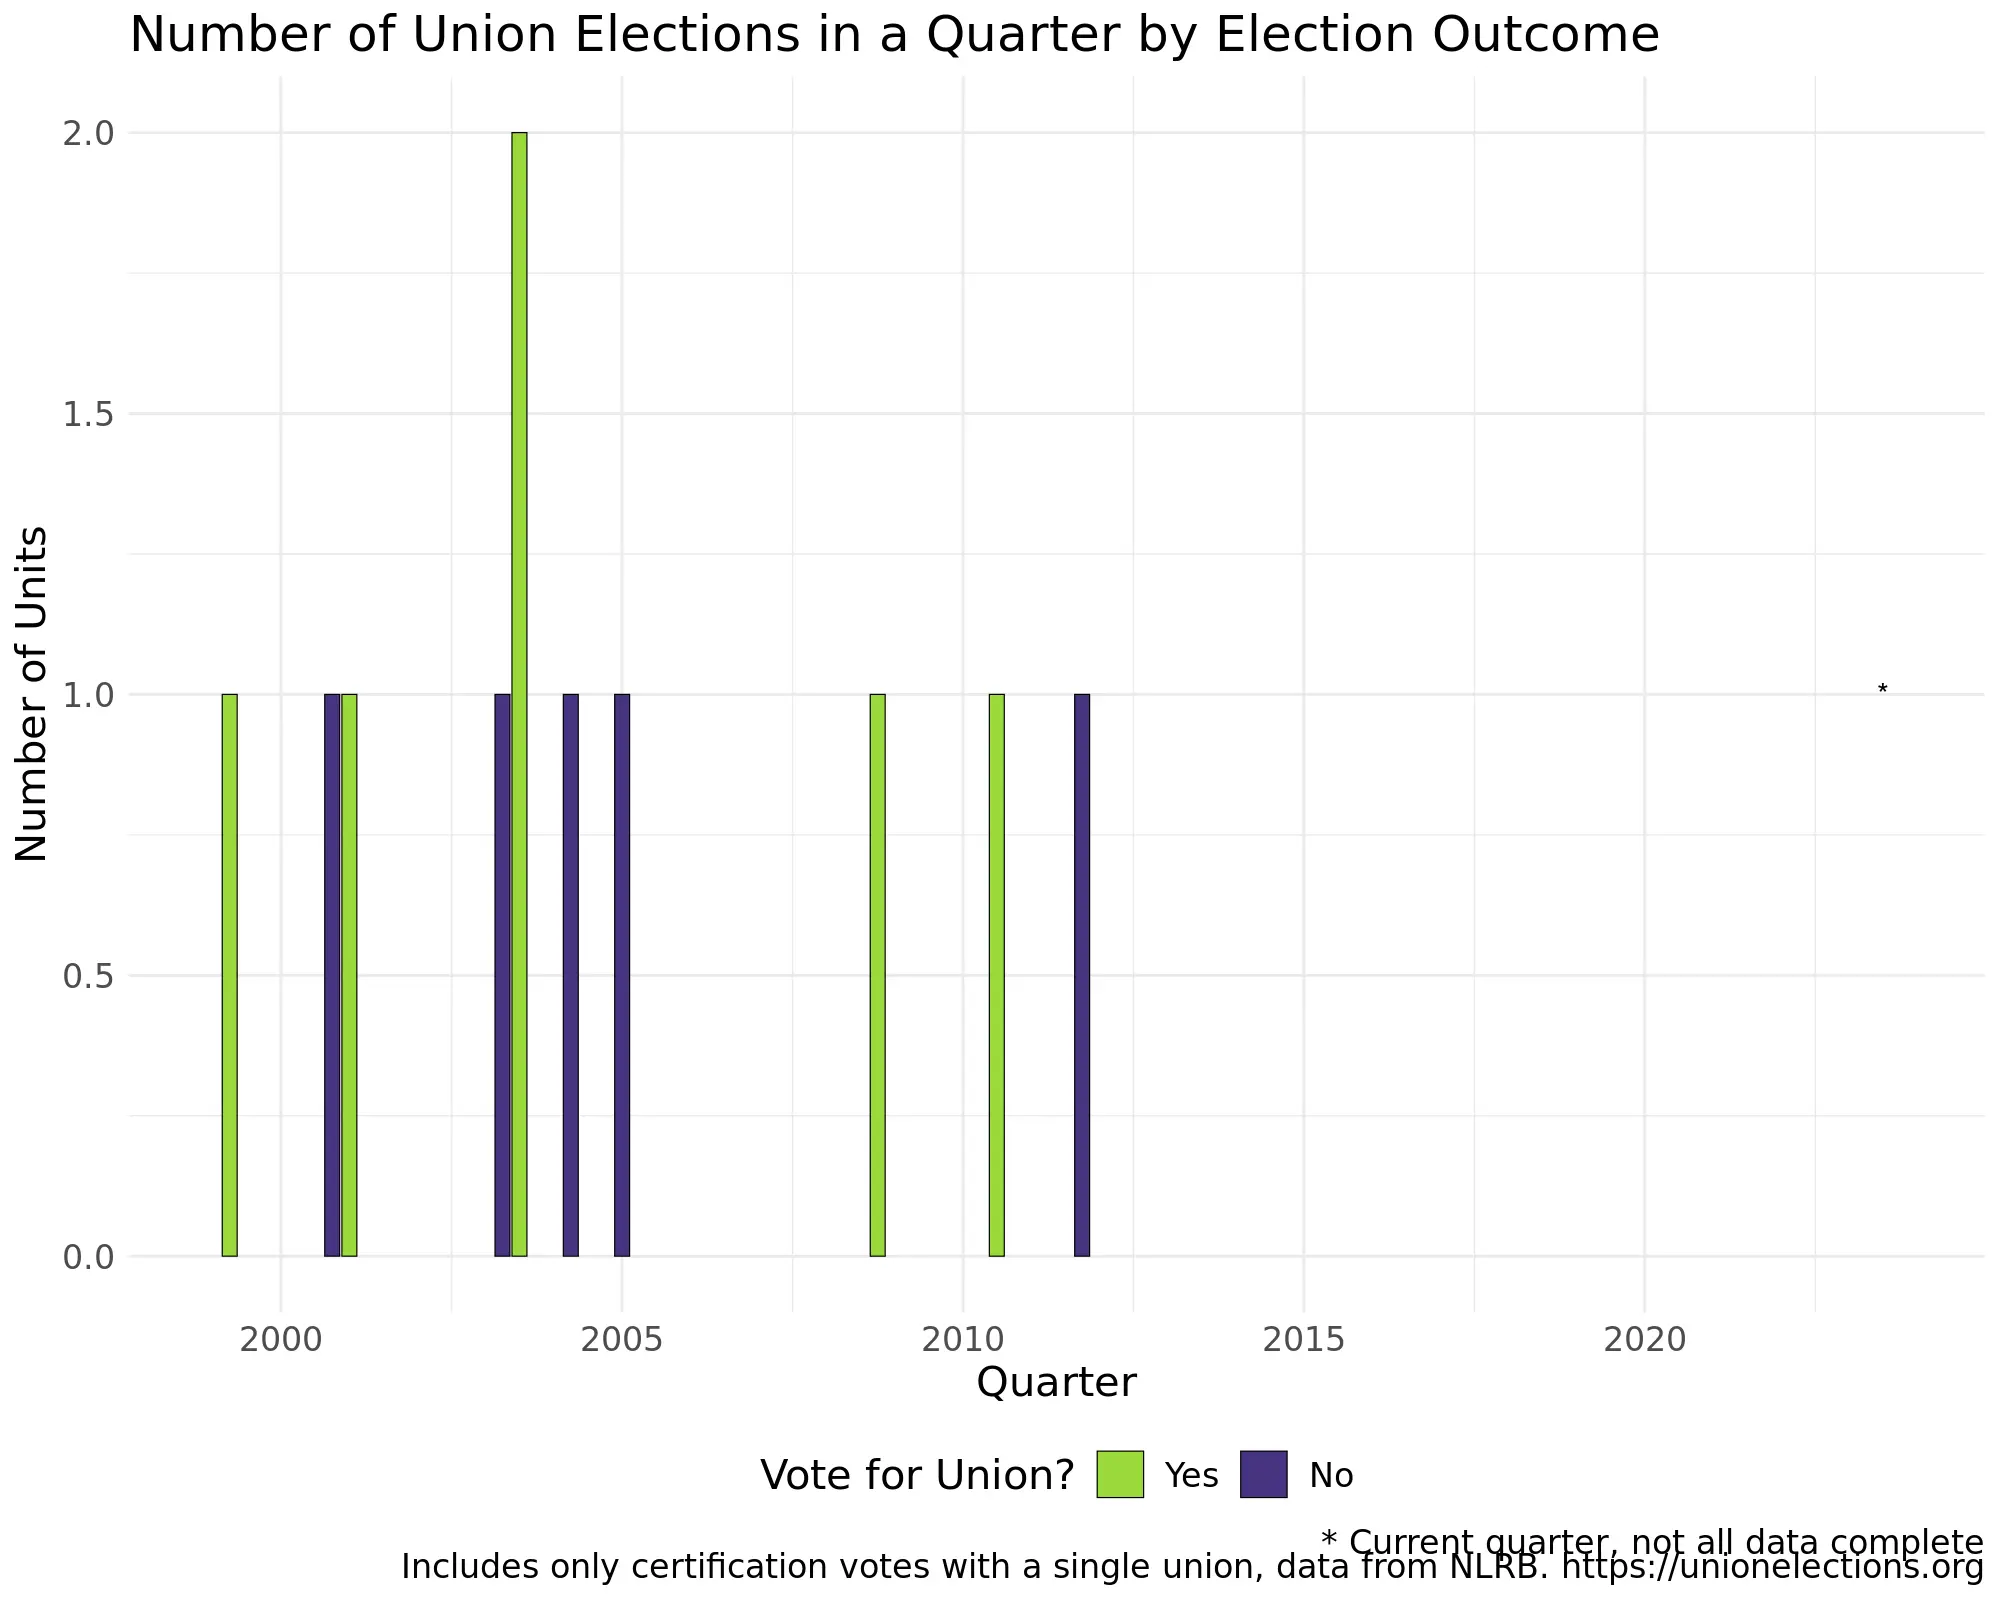 Number of Union Elections in a Quarter by Election Outcome
2.0
1.5
1.0
0.5
0.0
Number of Units
*
2000 2005 2010 2015 2020
Quarter
Vote for Union? Yes No
* Current quarter, not all data complete
Includes only certification votes with a single union, data from NLRB. https://unionelections.org